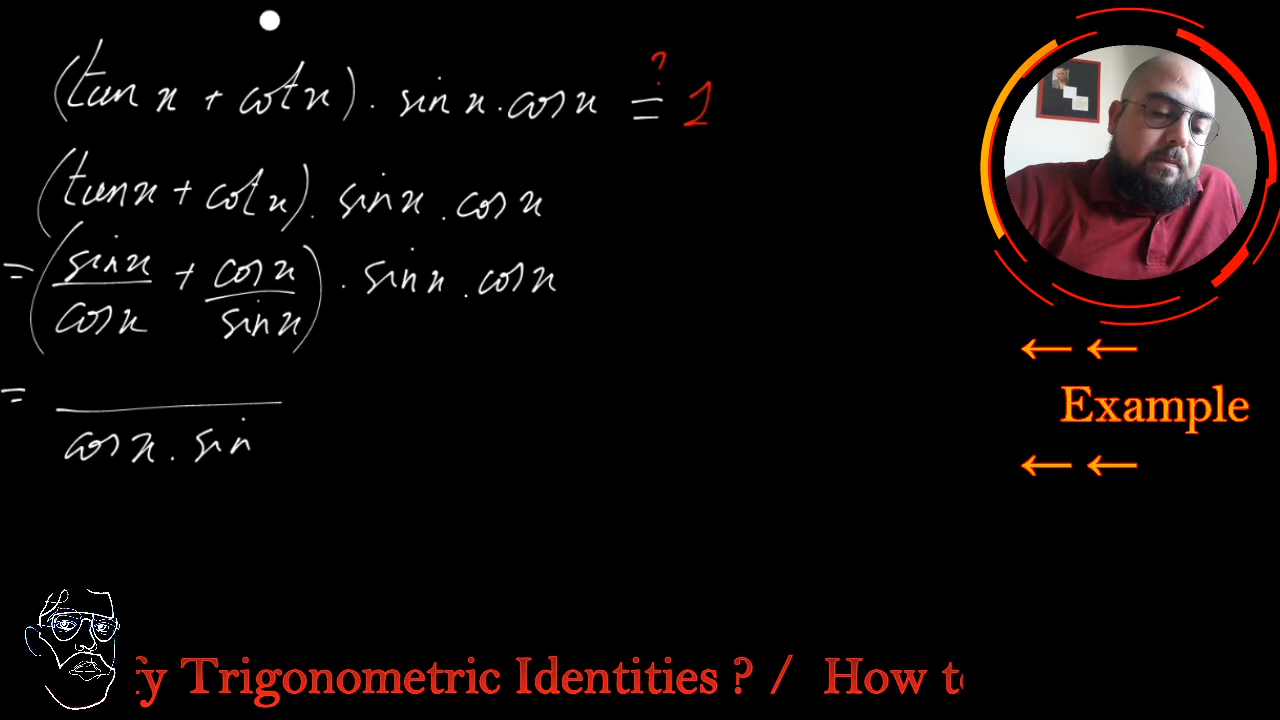 (tan x + cot x) . sin x . cos x =? 1
(tan x + cot x) . sin x . cos x
= (sin x / cos x + cos x / sin x) . sin x . cos x
=
cos x . sin
← ←
Example
← ←
y Trigonometric Identities ? / How t